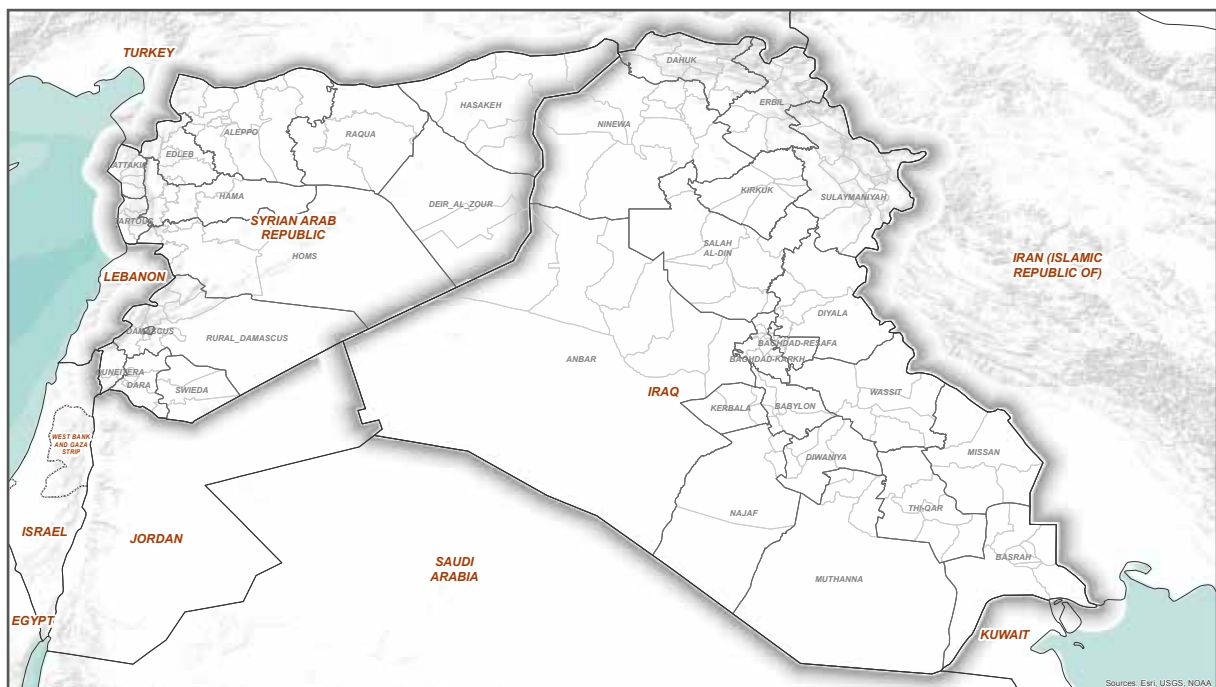 TURKEY
DAHUK
HASAKEH
ERBIL
NINEWA
ALEPPO
RAQUA
EDLEB
LATTAKIA
KIRKUK
SULAYMANIYAH
HAMA
DEIR_AL_ZOUR
TARTOUS
SYRIAN ARAB
REPUBLIC
SALAH
AL-DIN
HOMS
IRAN (ISLAMIC
REPUBLIC OF)
LEBANON
DIYALA
DAMASCUS
RURAL_DAMASCUS
BAGHDAD-RESAFA
ANBAR
BAGHDAD-KARKH
QUNEITERA
DARA
SWIEDA
IRAQ
WASSIT
KERBALA
BABYLON
WEST BANK
AND GAZA
STRIP
DIWANIYA
MISSAN
THI-QAR
NAJAF
ISRAEL
JORDAN
BASRAH
SAUDI
ARABIA
MUTHANNA
EGYPT
KUWAIT
Sources: Esri, USGS, NOAA